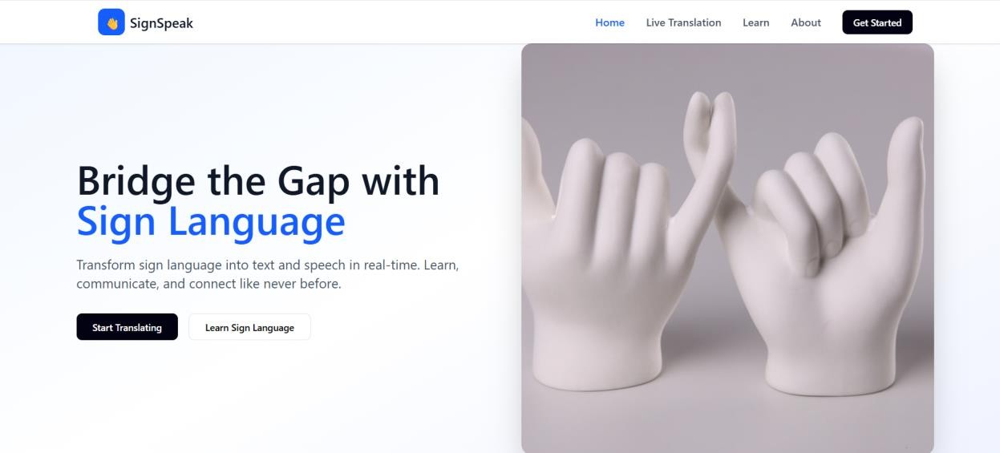 SignSpeak
Home
Live Translation
Learn
About
Get Started
Bridge the Gap with
Sign Language
Transform sign language into text and speech in real-time. Learn,
communicate, and connect like never before.
Start Translating
Learn Sign Language